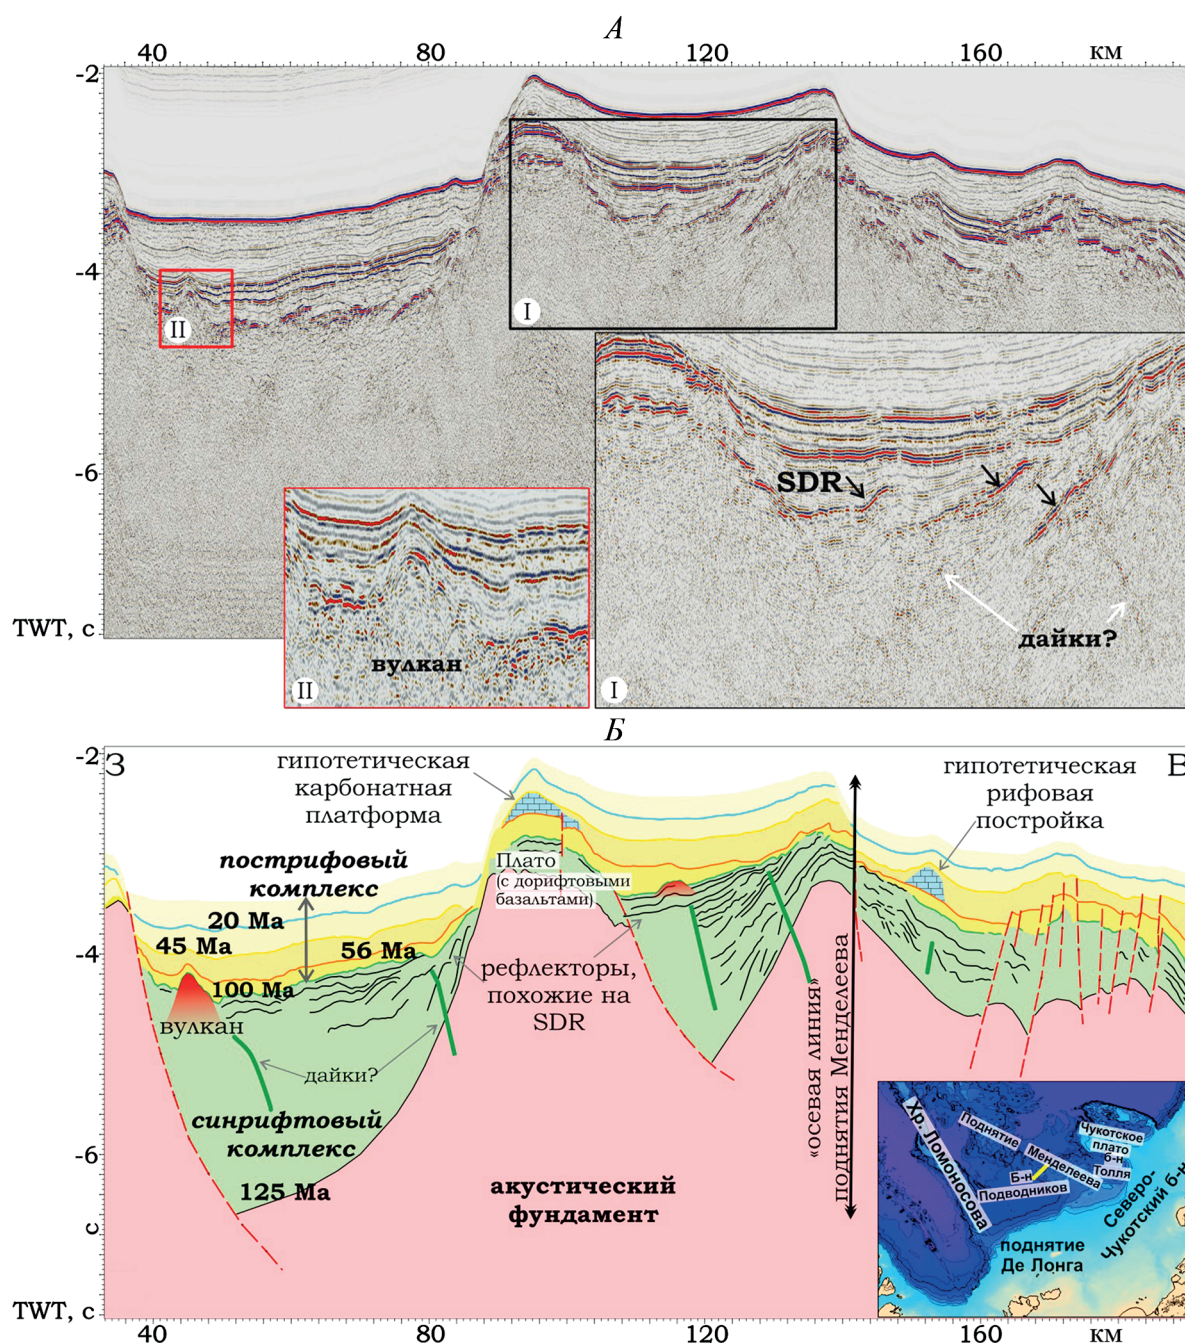 А
40
80
120
160
км
-2
-4
-6
TWT, с
II
I
SDR
дайки?
вулкан
II
I
Б
-2
З
В
гипотетическая
карбонатная
платформа
гипотетическая
рифовая
постройка
пострифовый
комплекс
Плато
(с дорифтовыми
базальтами)
20 Ма
45 Ма
56 Ма
-4
100 Ма
вулкан
рефлекторы,
похожие на
SDR
дайки?
«осевая линия»
поднятия Менделеева
синрифтовый
комплекс
-6
125 Ма
акустический
фундамент
с
Хр. Ломоносова
Поднятие
Менделеева
Чукотское
плато
б-н
Толля
Б-н
Подводников
Северо-
Чукотский б-н
поднятие
Де Лонга
TWT, с
40
80
120
160
км